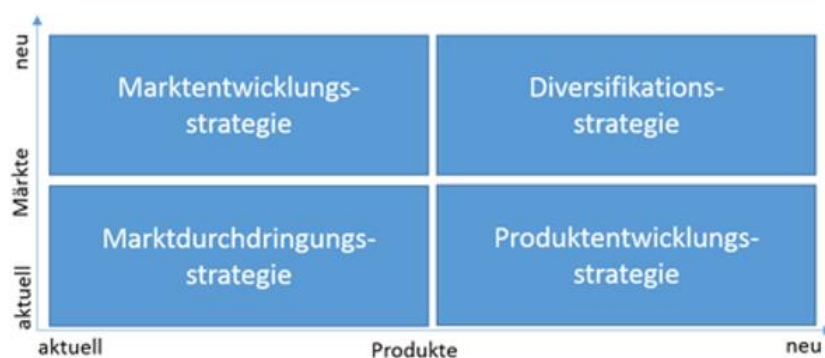 neu
Marktentwicklungs-
strategie
Diversifikations-
strategie
Märkte
Marktdurchdringungs-
strategie
Produktentwicklungs-
strategie
aktuell
aktuell
Produkte
neu